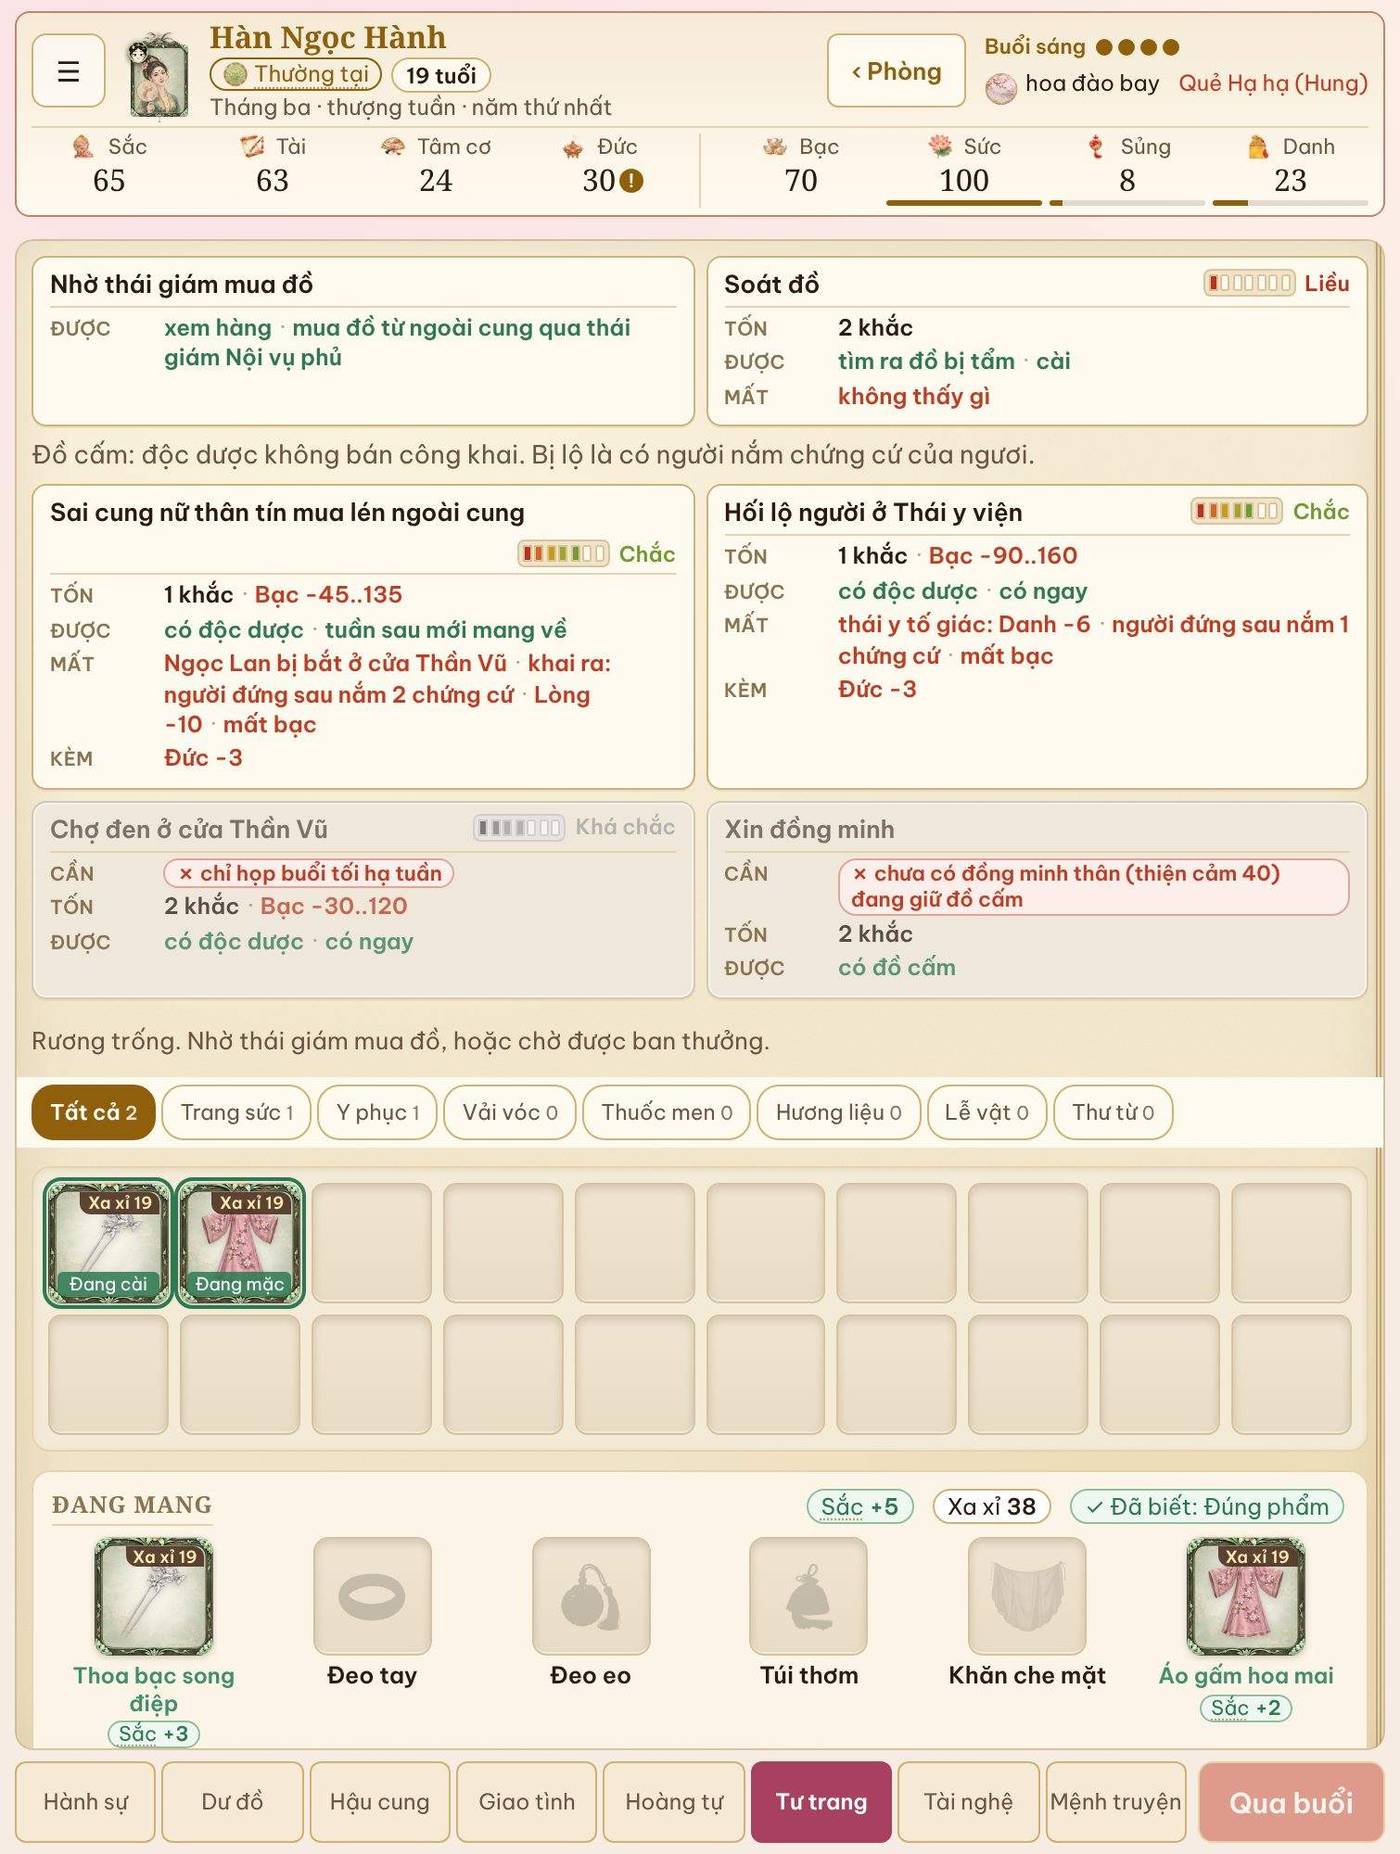 ☰
Hàn Ngọc Hành
Thường tại 19 tuổi
Tháng ba · thượng tuần · năm thứ nhất
‹ Phòng
Buổi sáng
hoa đào bay Quẻ Hạ hạ (Hung)
Sắc Tài Tâm cơ Đức Bạc Sức Sủng Danh
65 63 24 30 ! 70 100 8 23
Nhờ thái giám mua đồ
ĐƯỢC xem hàng · mua đồ từ ngoài cung qua thái
giám Nội vụ phủ
Soát đồ Liều
TỐN 2 khắc
ĐƯỢC tìm ra đồ bị tẩm · cài
MẤT không thấy gì
Đồ cấm: độc dược không bán công khai. Bị lộ là có người nắm chứng cứ của ngươi.
Sai cung nữ thân tín mua lén ngoài cung
Chắc
TỐN 1 khắc · Bạc -45..135
ĐƯỢC có độc dược · tuần sau mới mang về
MẤT Ngọc Lan bị bắt ở cửa Thần Vũ · khai ra:
người đứng sau nắm 2 chứng cứ · Lòng
-10 · mất bạc
KÈM Đức -3
Hối lộ người ở Thái y viện Chắc
TỐN 1 khắc · Bạc -90..160
ĐƯỢC có độc dược · có ngay
MẤT thái y tố giác: Danh -6 · người đứng sau nắm 1
chứng cứ · mất bạc
KÈM Đức -3
Chợ đen ở cửa Thần Vũ Khá chắc
CẦN × chỉ họp buổi tối hạ tuần
TỐN 2 khắc · Bạc -30..120
ĐƯỢC có độc dược · có ngay
Xin đồng minh
CẦN × chưa có đồng minh thân (thiện cảm 40)
đang giữ đồ cấm
TỐN 2 khắc
ĐƯỢC có đồ cấm
Rương trống. Nhờ thái giám mua đồ, hoặc chờ được ban thưởng.
Tất cả 2 Trang sức 1 Y phục 1 Vải vóc 0 Thuốc men 0 Hương liệu 0 Lễ vật 0 Thư từ 0
Xa xỉ 19 Xa xỉ 19
Đang cài Đang mặc
ĐANG MANG Sắc +5 Xa xỉ 38 ✓ Đã biết: Đúng phẩm
Xa xỉ 19 Xa xỉ 19
Thoa bạc song Đeo tay Đeo eo Túi thơm Khăn che mặt Áo gấm hoa mai
điệp
Sắc +3 Sắc +2
Hành sự Dư đồ Hậu cung Giao tình Hoàng tự Tư trang Tài nghệ Mệnh truyện Qua buổi